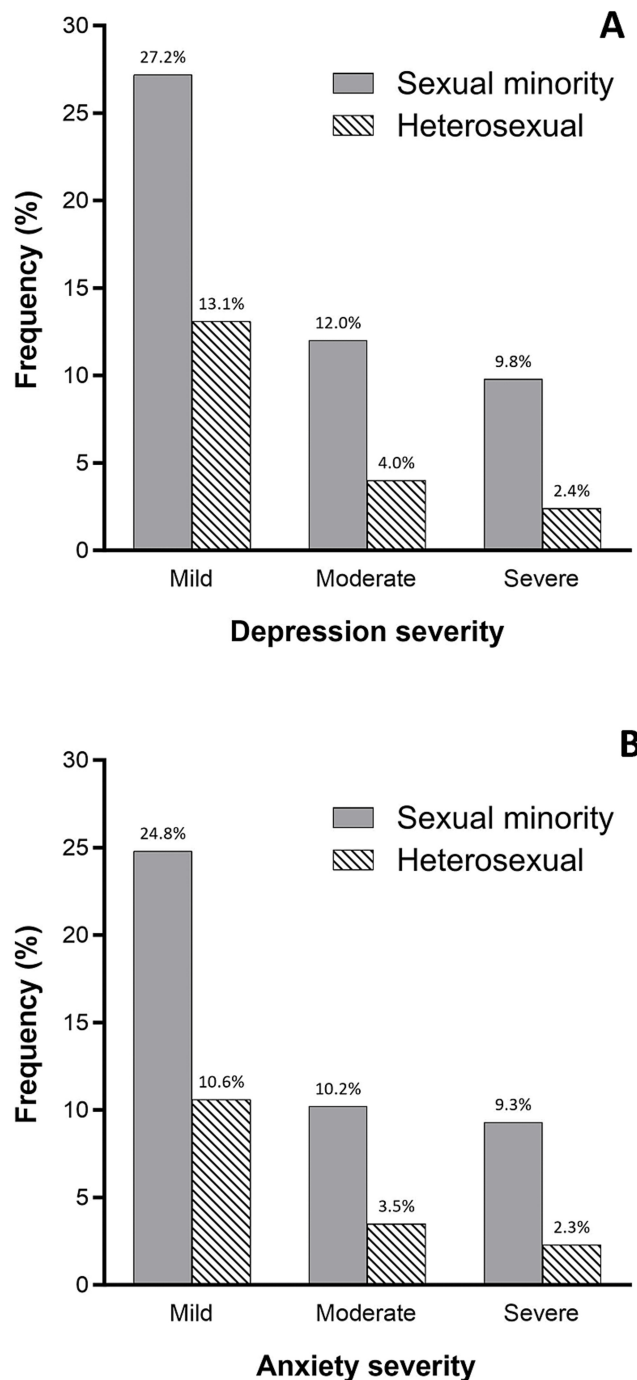 A
30
25
20
15
10
5
0
Frequency (%)
Sexual minority
Heterosexual
27.2%
13.1%
12.0%
4.0%
9.8%
2.4%
Mild
Moderate
Severe
Depression severity
B
30
25
20
15
10
5
0
Frequency (%)
Sexual minority
Heterosexual
24.8%
10.6%
10.2%
3.5%
9.3%
2.3%
Mild
Moderate
Severe
Anxiety severity